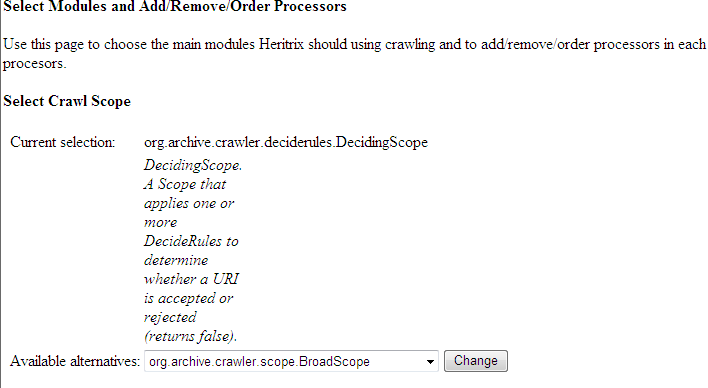 Select Modules and Add/Remove/Order Processors
Use this page to choose the main modules Heritrix should using crawling and to add/remove/order processors in each
procesors.
Select Crawl Scope
Current selection: org.archive.crawler.deciderules.DecidingScope
DecidingScope.
A Scope that
applies one or
more
DecideRules to
determine
whether a URI
is accepted or
rejected
(returns false).
Available alternatives: org.archive.crawler.scope.BroadScope Change